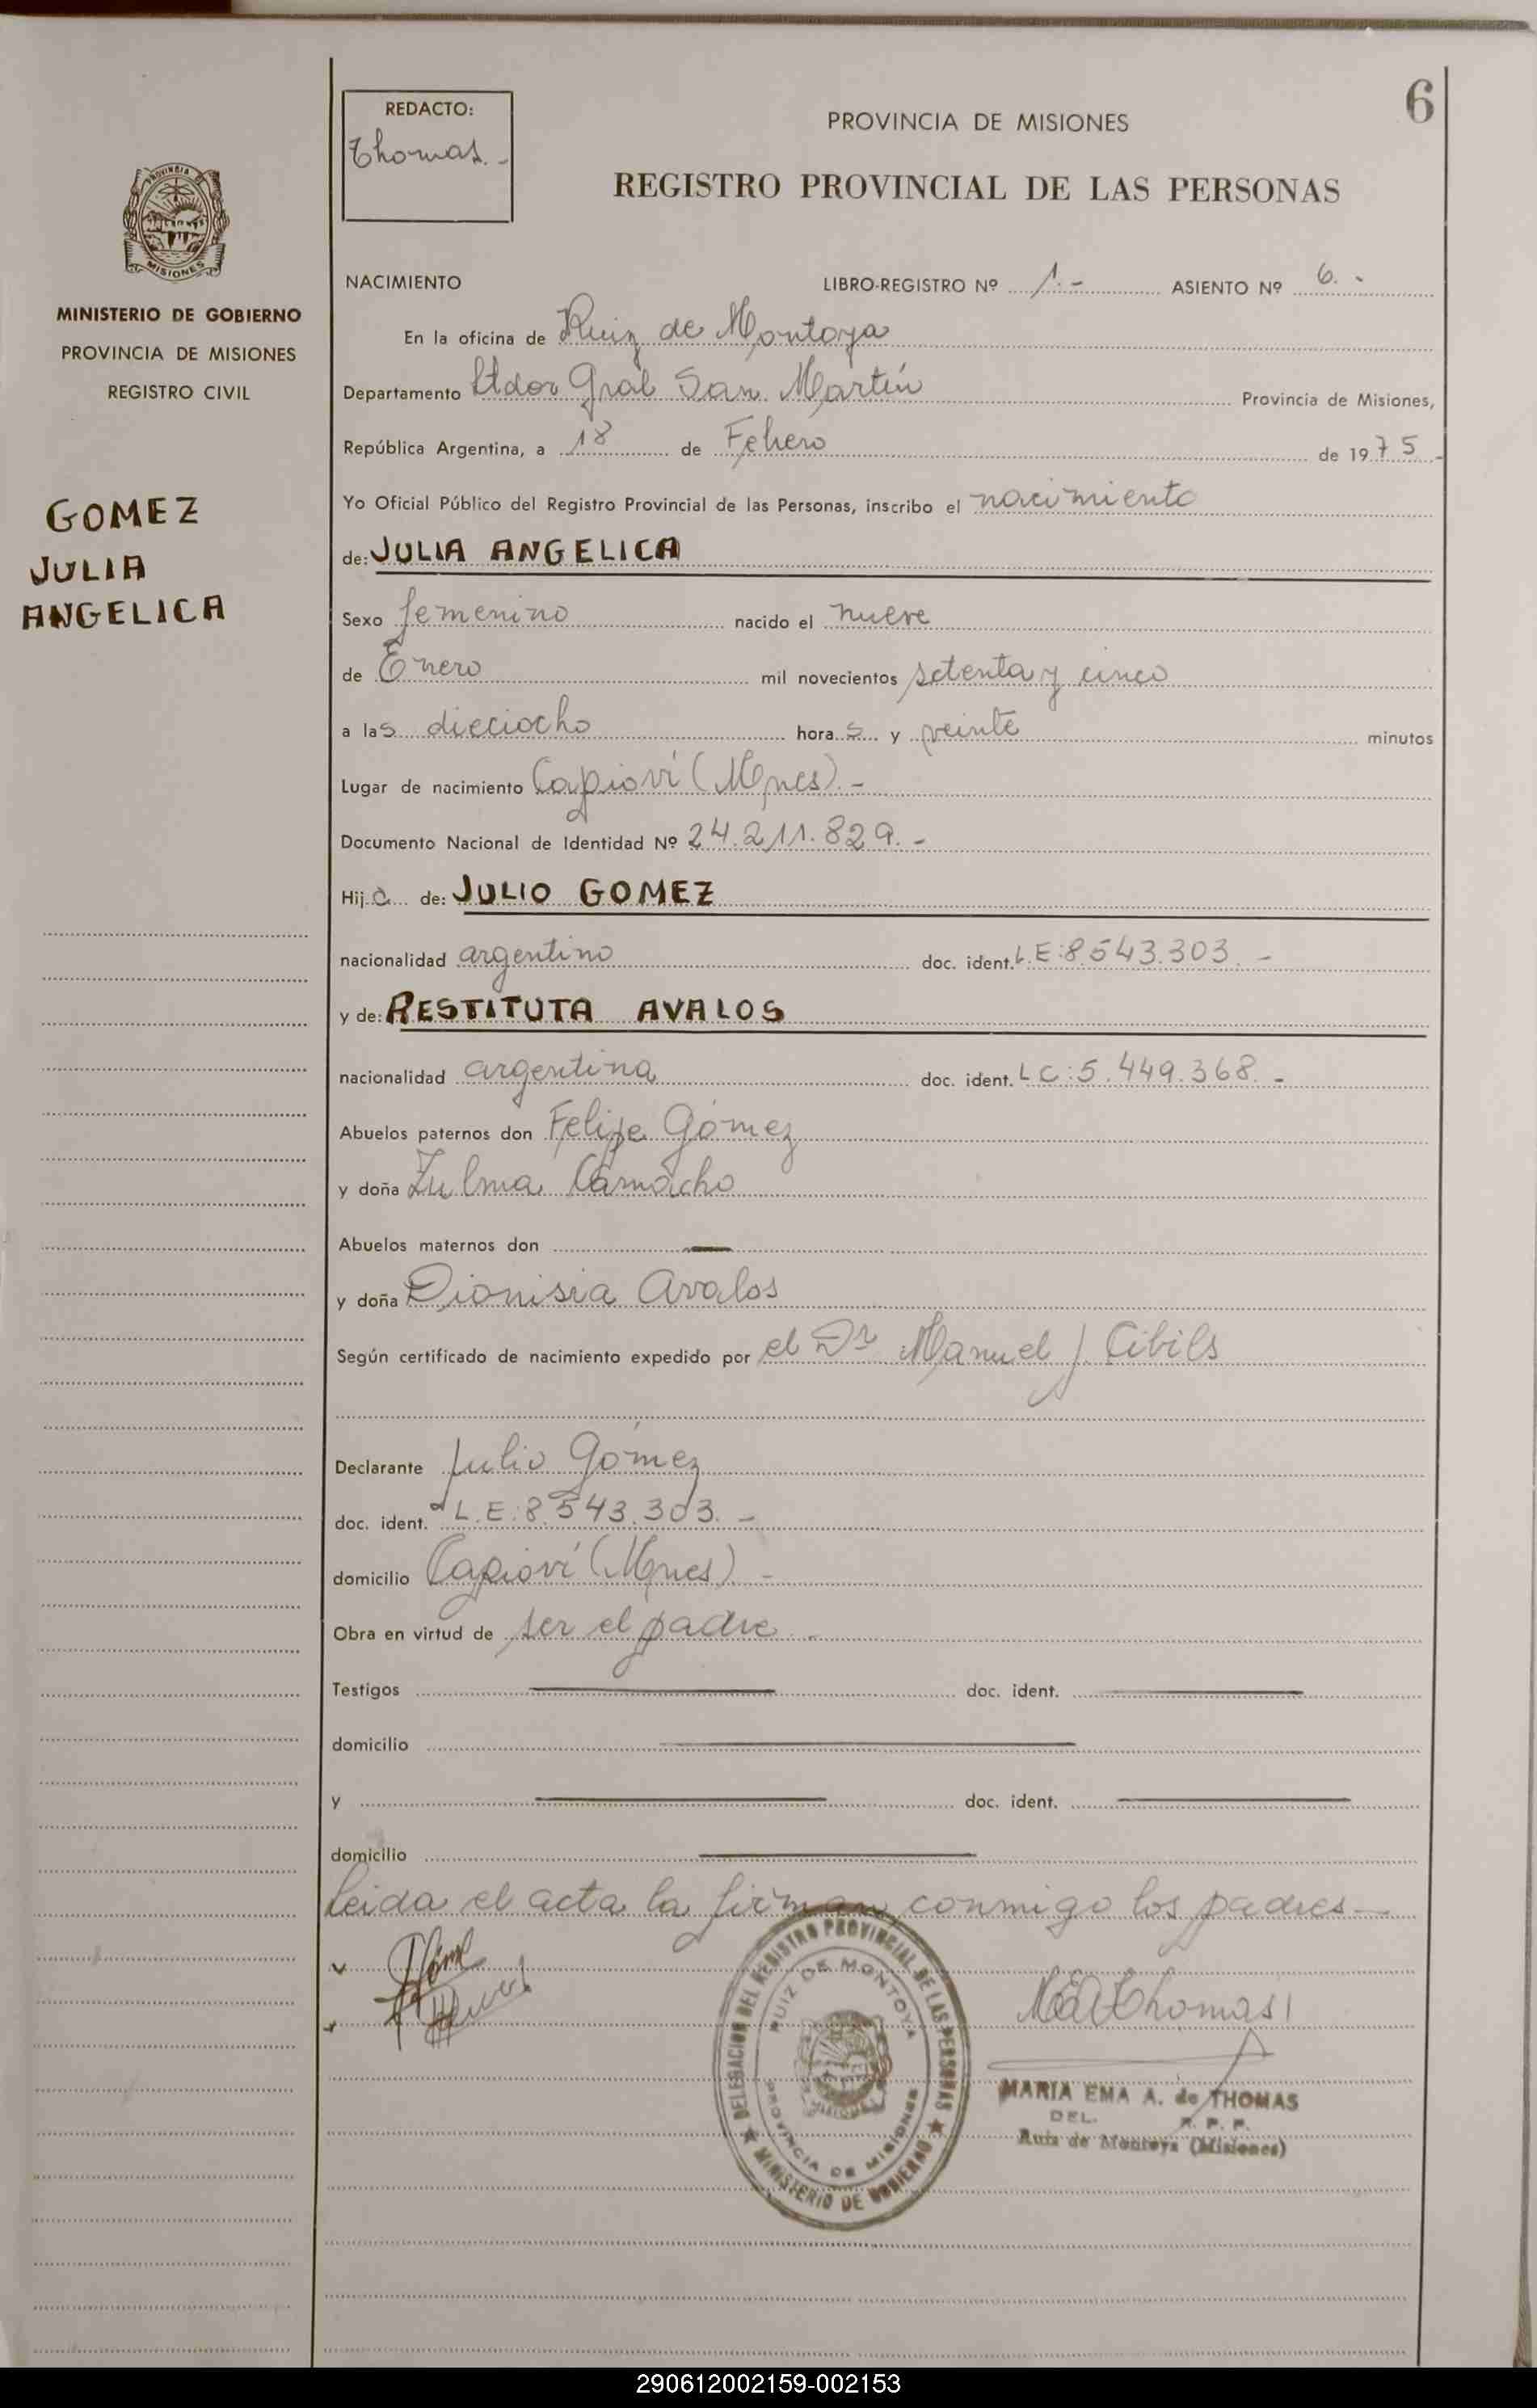 6
REDACTO:
Thomas.-
PROVINCIA DE MISIONES
REGISTRO PROVINCIAL DE LAS PERSONAS
PROVINCIA
MISIONES
MINISTERIO DE GOBIERNO
PROVINCIA DE MISIONES
REGISTRO CIVIL
GOMEZ
JULIA
ANGELICA
NACIMIENTO LIBRO-REGISTRO Nº 1.- ASIENTO Nº 6.-
En la oficina de Ruiz de Montoya
Departamento Ltdor Gral San Martín Provincia de Misiones,
República Argentina, a 18 de Febero de 1975.-
Yo Oficial Público del Registro Provincial de las Personas, inscribo el nacimiento
de: JULIA ANGELICA
Sexo femenino nacido el nueve
de Enero mil novecientos setenta y cinco
a las dieciocho horas y veinte minutos
Lugar de nacimiento Capioví (Mnes).-
Documento Nacional de Identidad Nº 24.211.829.-
Hija de: JULIO GOMEZ
nacionalidad argentino doc. ident. L.E:8.543.303.-
y de: RESTITUTA AVALOS
nacionalidad argentina doc. ident. LC:5.449.368.-
Abuelos paternos don Felipe Gómez
y doña Zulma Camacho
Abuelos maternos don —
y doña Dionisia Avalos
Según certificado de nacimiento expedido por el Dr Manuel J. Cibils
Declarante Julio Gómez
doc. ident. L.E:8.543.303.-
domicilio Capioví (Mnes).-
Obra en virtud de ser el padre.-
Testigos doc. ident.
domicilio
y doc. ident.
domicilio
Leida el acta la firman conmigo los padres.-
DELEGACION DEL REGISTRO PROVINCIAL DE LAS PERSONAS
RUIZ DE MONTOYA
PROVINCIA DE MISIONES
MINISTERIO DE GOBIERNO
MEAThomas
MARIA EMA A. de THOMAS
DEL. R. P. P.
Ruiz de Montoya (Misiones)
290612002159-002153